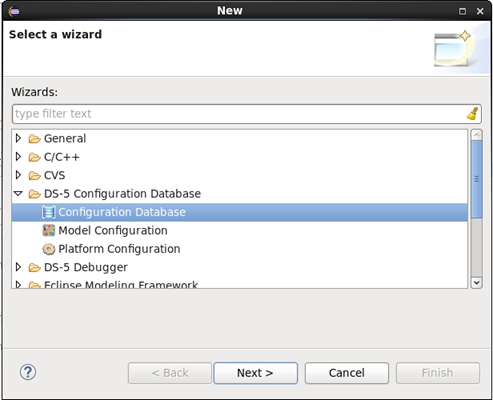 New
Select a wizard
Wizards:
type filter text
General
C/C++
CVS
DS-5 Configuration Database
Configuration Database
Model Configuration
Platform Configuration
DS-5 Debugger
Eclipse Modeling Framework
?
< Back
Next >
Cancel
Finish